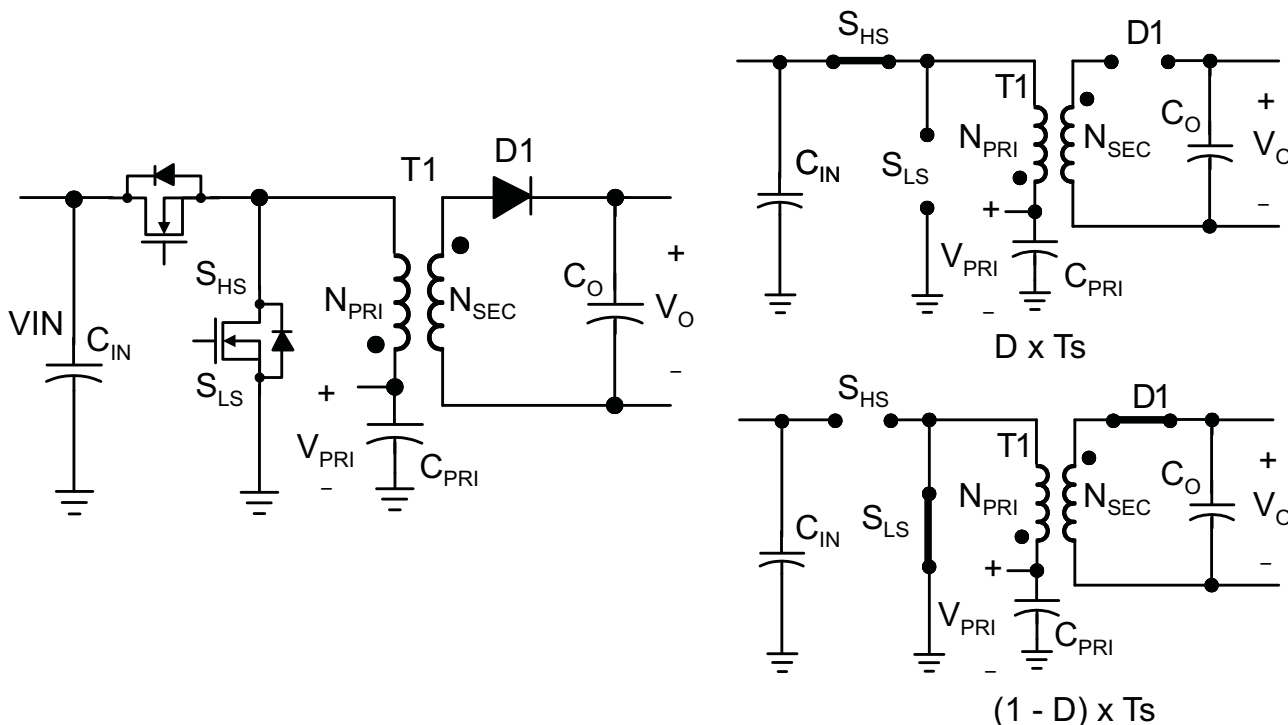 VIN
C_IN
S_HS
S_LS
T1
D1
N_PRI
N_SEC
C_O
+
V_O
−
+
V_PRI
−
C_PRI
S_HS
D1
T1
C_IN
S_LS
N_PRI
N_SEC
C_O
+
V_O
−
+
V_PRI
−
C_PRI
D x Ts
S_HS
D1
T1
C_IN
S_LS
N_PRI
N_SEC
C_O
+
V_O
−
+
V_PRI
−
C_PRI
(1 - D) x Ts